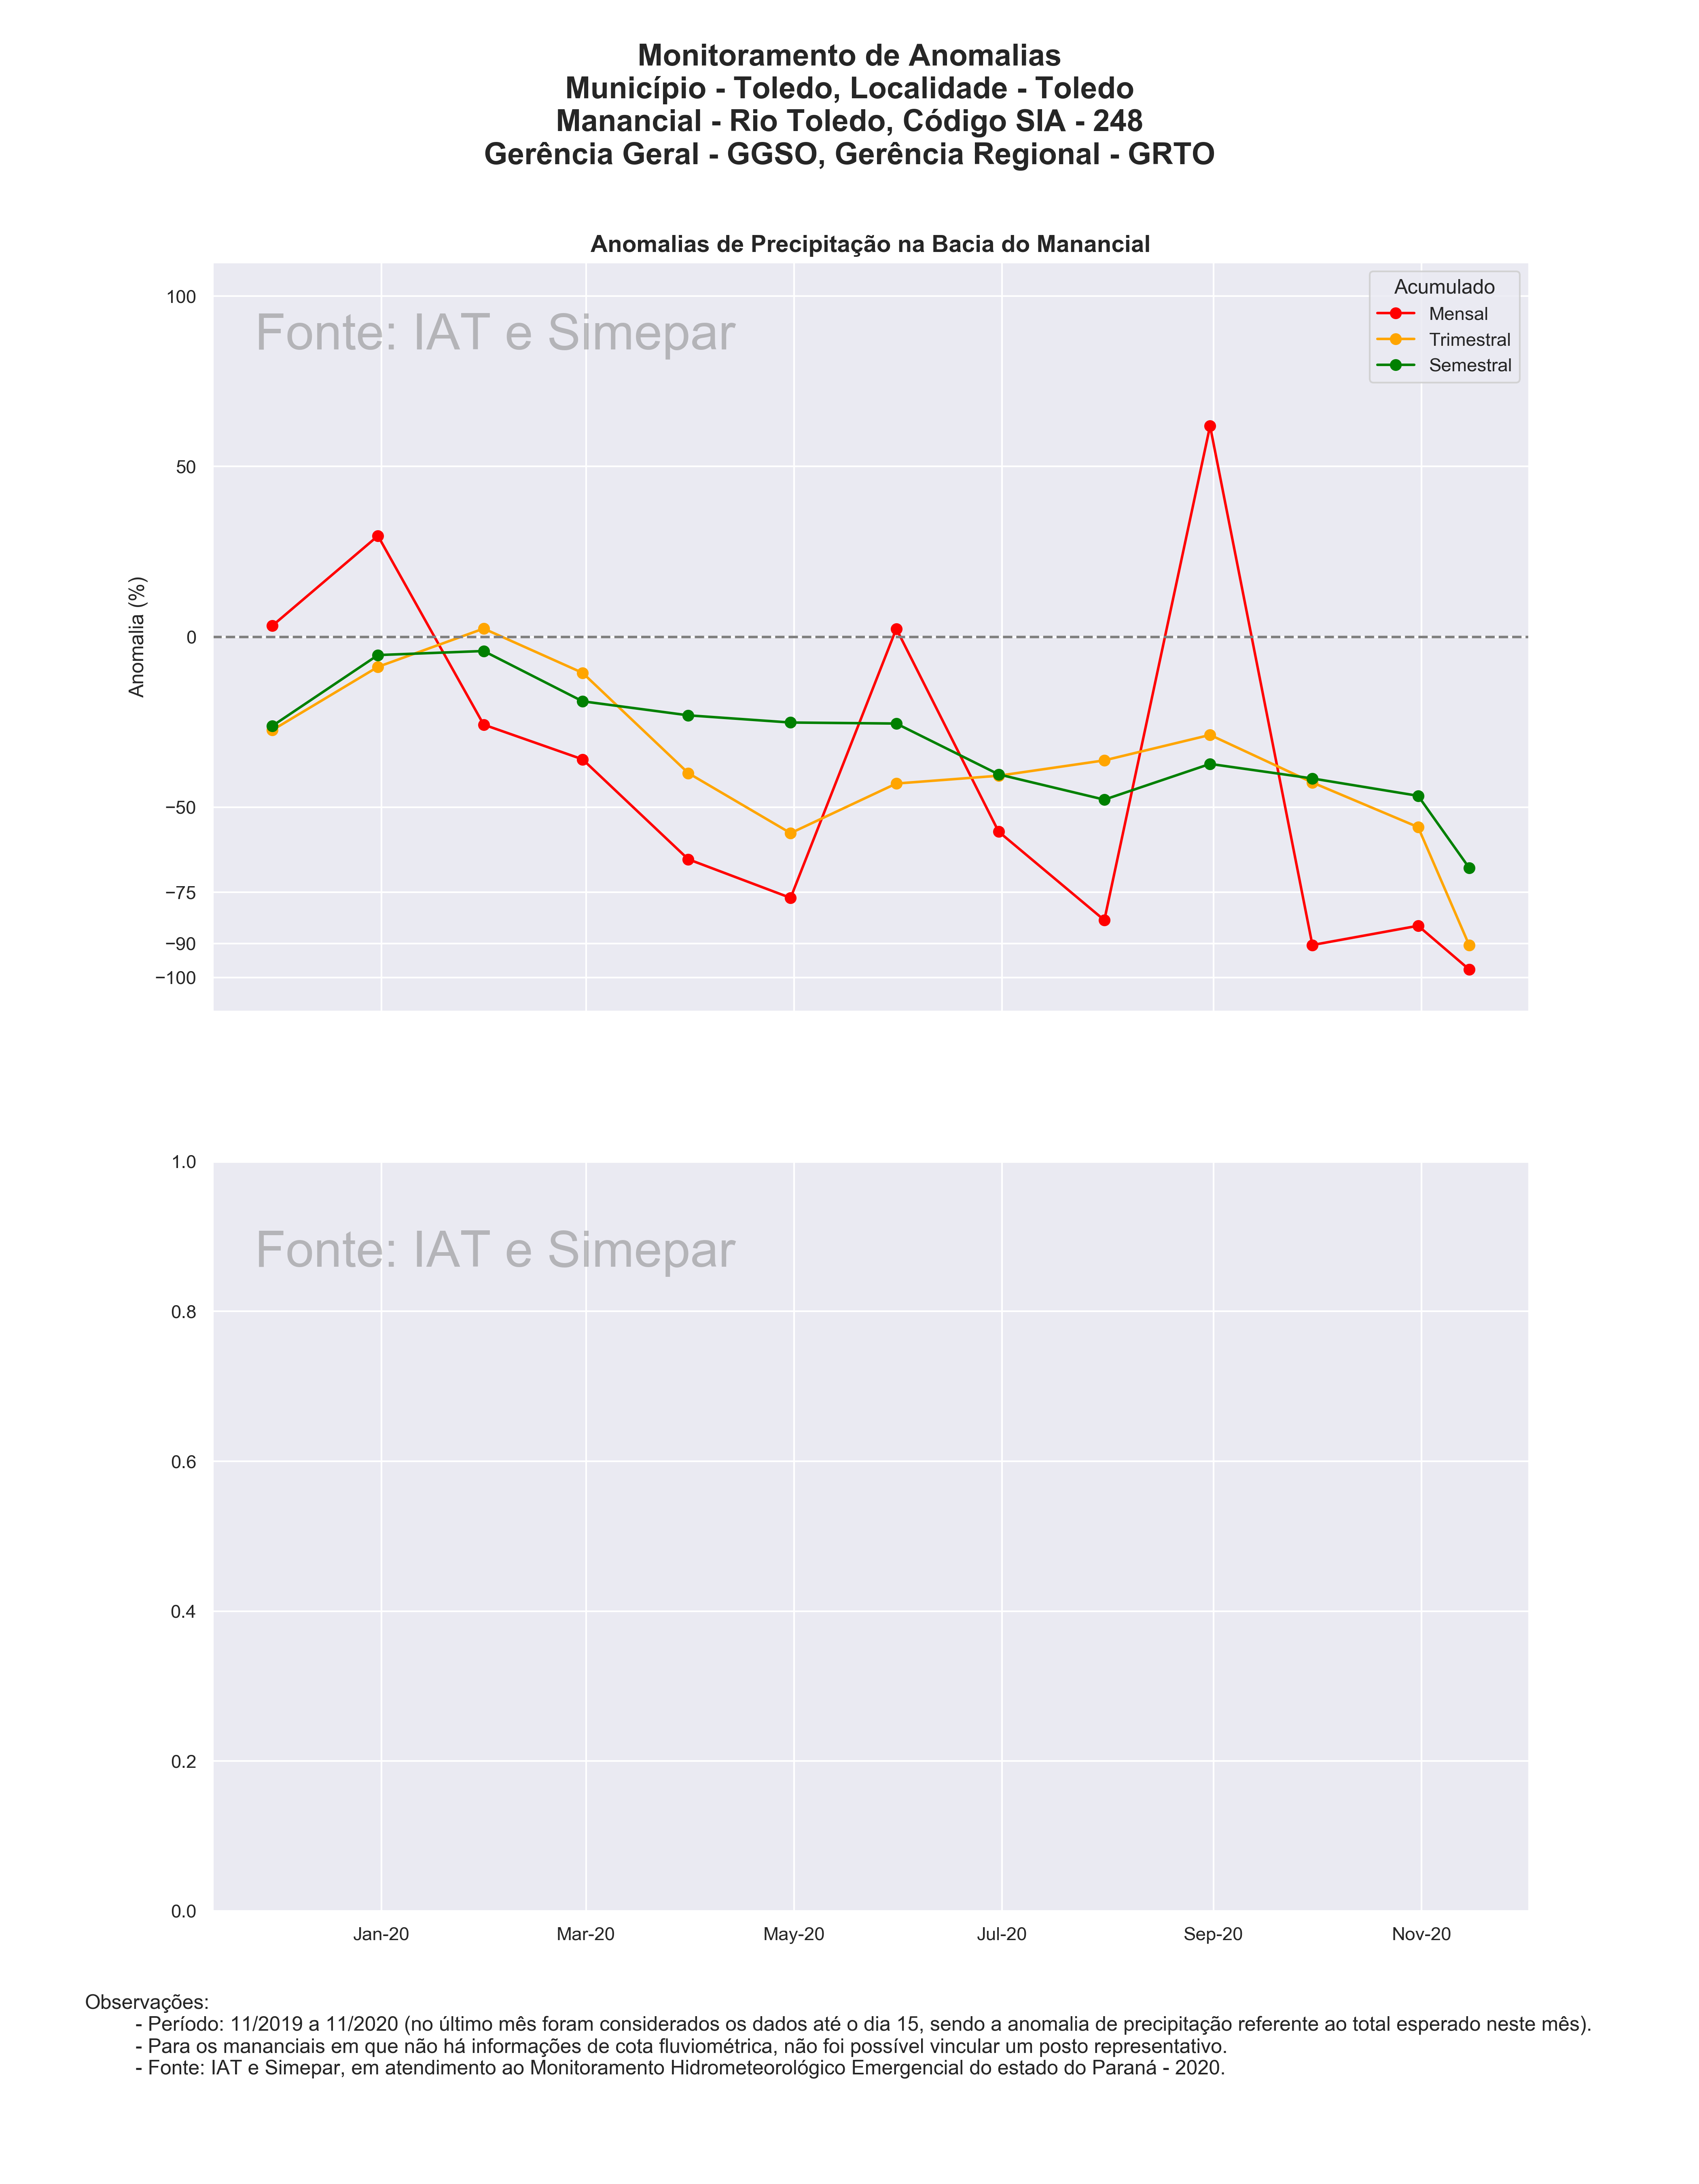 Monitoramento de Anomalias
Município - Toledo, Localidade - Toledo
Manancial - Rio Toledo, Código SIA - 248
Gerência Geral - GGSO, Gerência Regional - GRTO
Anomalias de Precipitação na Bacia do Manancial
Fonte: IAT e Simepar
Acumulado
Mensal
Trimestral
Semestral
Anomalia (%)
100
50
0
−50
−75
−90
−100
Fonte: IAT e Simepar
1.0
0.8
0.6
0.4
0.2
0.0
Jan-20 Mar-20 May-20 Jul-20 Sep-20 Nov-20
Observações:
- Período: 11/2019 a 11/2020 (no último mês foram considerados os dados até o dia 15, sendo a anomalia de precipitação referente ao total esperado neste mês).
- Para os mananciais em que não há informações de cota fluviométrica, não foi possível vincular um posto representativo.
- Fonte: IAT e Simepar, em atendimento ao Monitoramento Hidrometeorológico Emergencial do estado do Paraná - 2020.